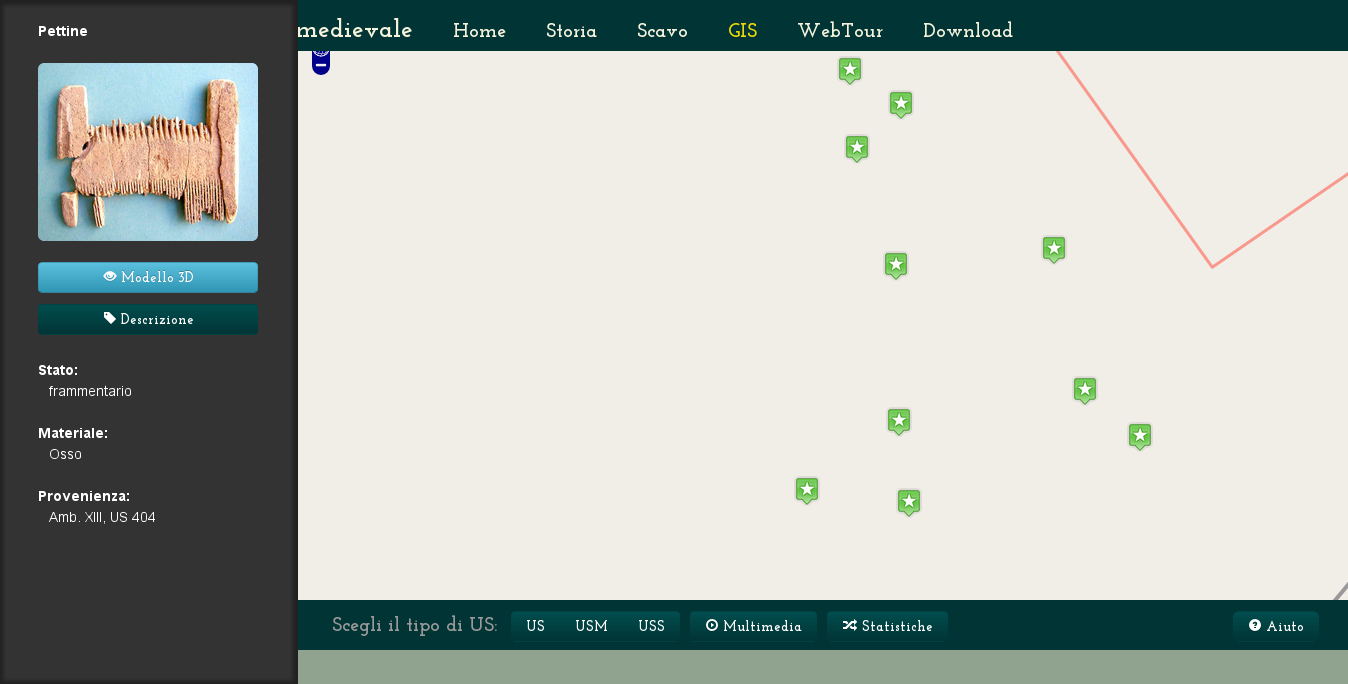 Pettine
Modello 3D
Descrizione
Stato:
frammentario
Materiale:
Osso
Provenienza:
Amb. XIII, US 404
medievale Home Storia Scavo GIS WebTour Download
Scegli il tipo di US: US USM USS Multimedia Statistiche Aiuto